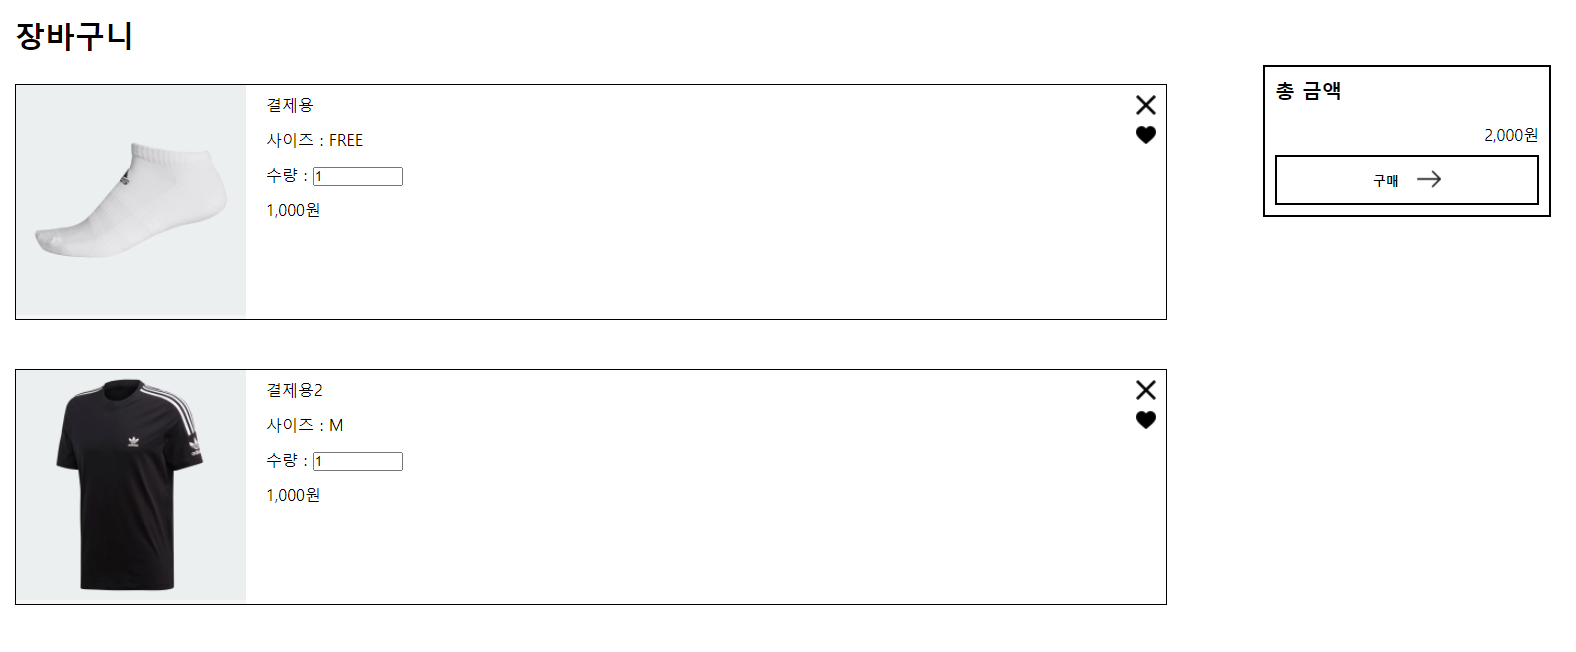 장바구니
결제용
사이즈 : FREE
수량 : 1
1,000원
결제용2
사이즈 : M
수량 : 1
1,000원
총 금액
2,000원
구매